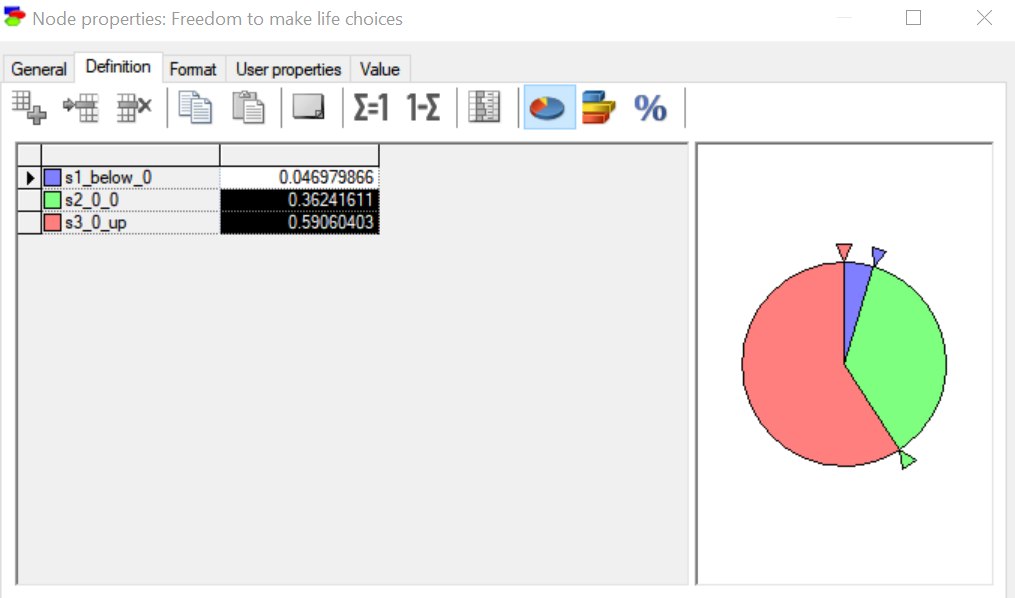 Node properties: Freedom to make life choices
General Definition Format User properties Value
Σ=1 1-Σ %
s1_below_0 0.046979866
s2_0_0 0.36241611
s3_0_up 0.59060403